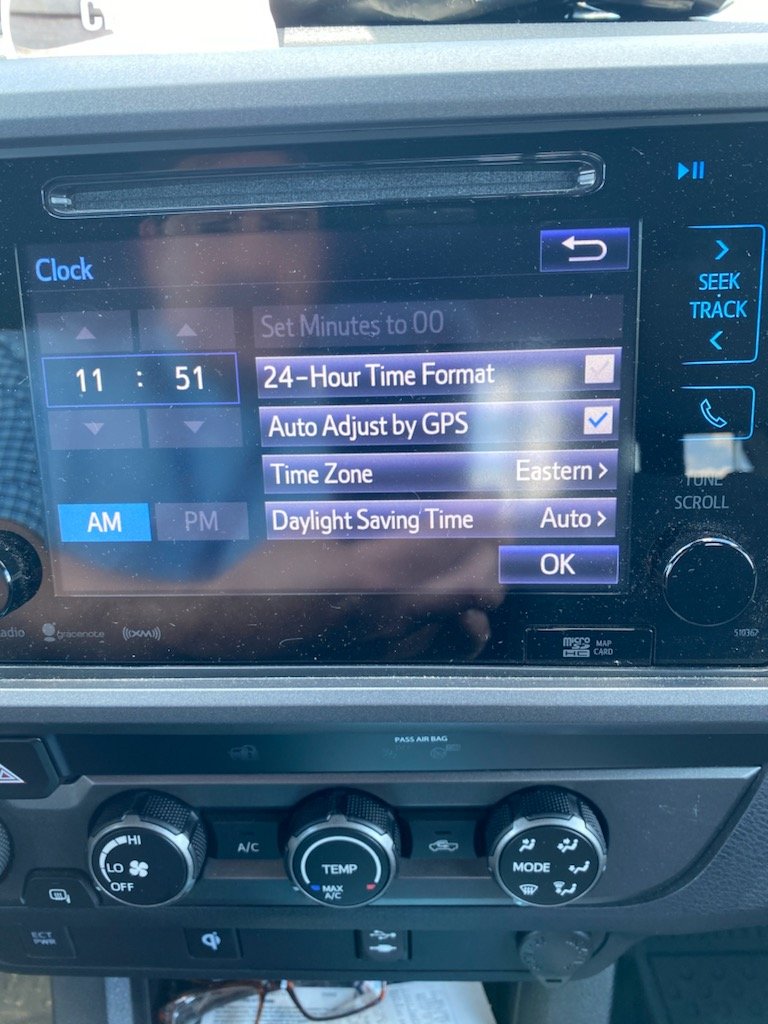 C
Clock
Set Minutes to 00
11 : 51
24-Hour Time Format
Auto Adjust by GPS
Time Zone Eastern >
AM PM
Daylight Saving Time Auto >
OK
SEEK
TRACK
TUNE
SCROLL
adio gracenote ((XM))
micro SD HC MAP CARD
510367
PASS AIR BAG
HI
LO
OFF
A/C
TEMP
MAX
A/C
MODE
ECT
PWR